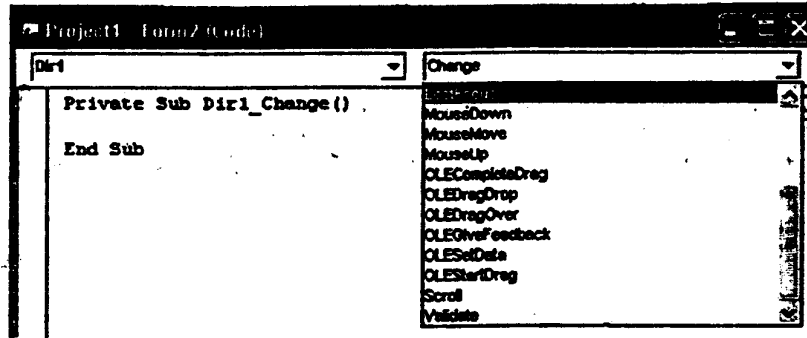 Project1 - Form2 (Code)
Dir1
Change
Private Sub Dir1_Change()
End Sub
MouseDown
MouseMove
MouseUp
OLECompleteDrag
OLEDragDrop
OLEDragOver
OLEGiveFeedback
OLESetData
OLEStartDrag
Scroll
Validate